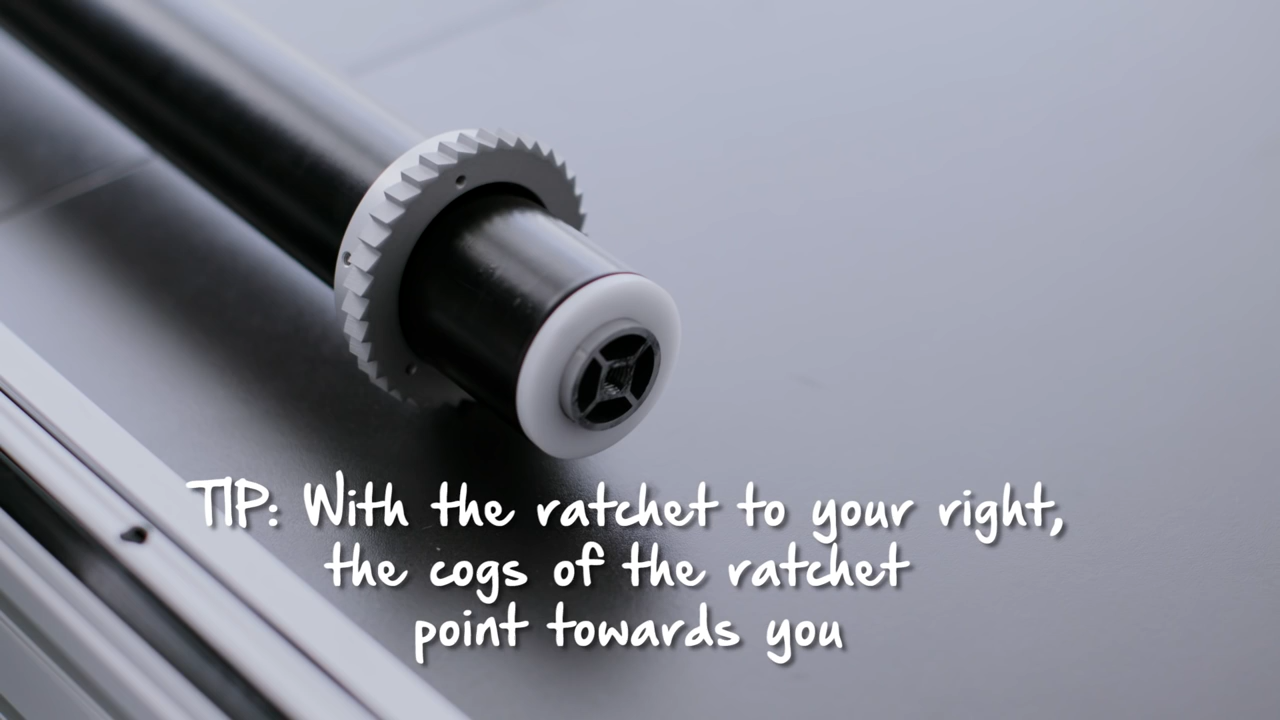 TIP: With the ratchet to your right,
the cogs of the ratchet
point towards you